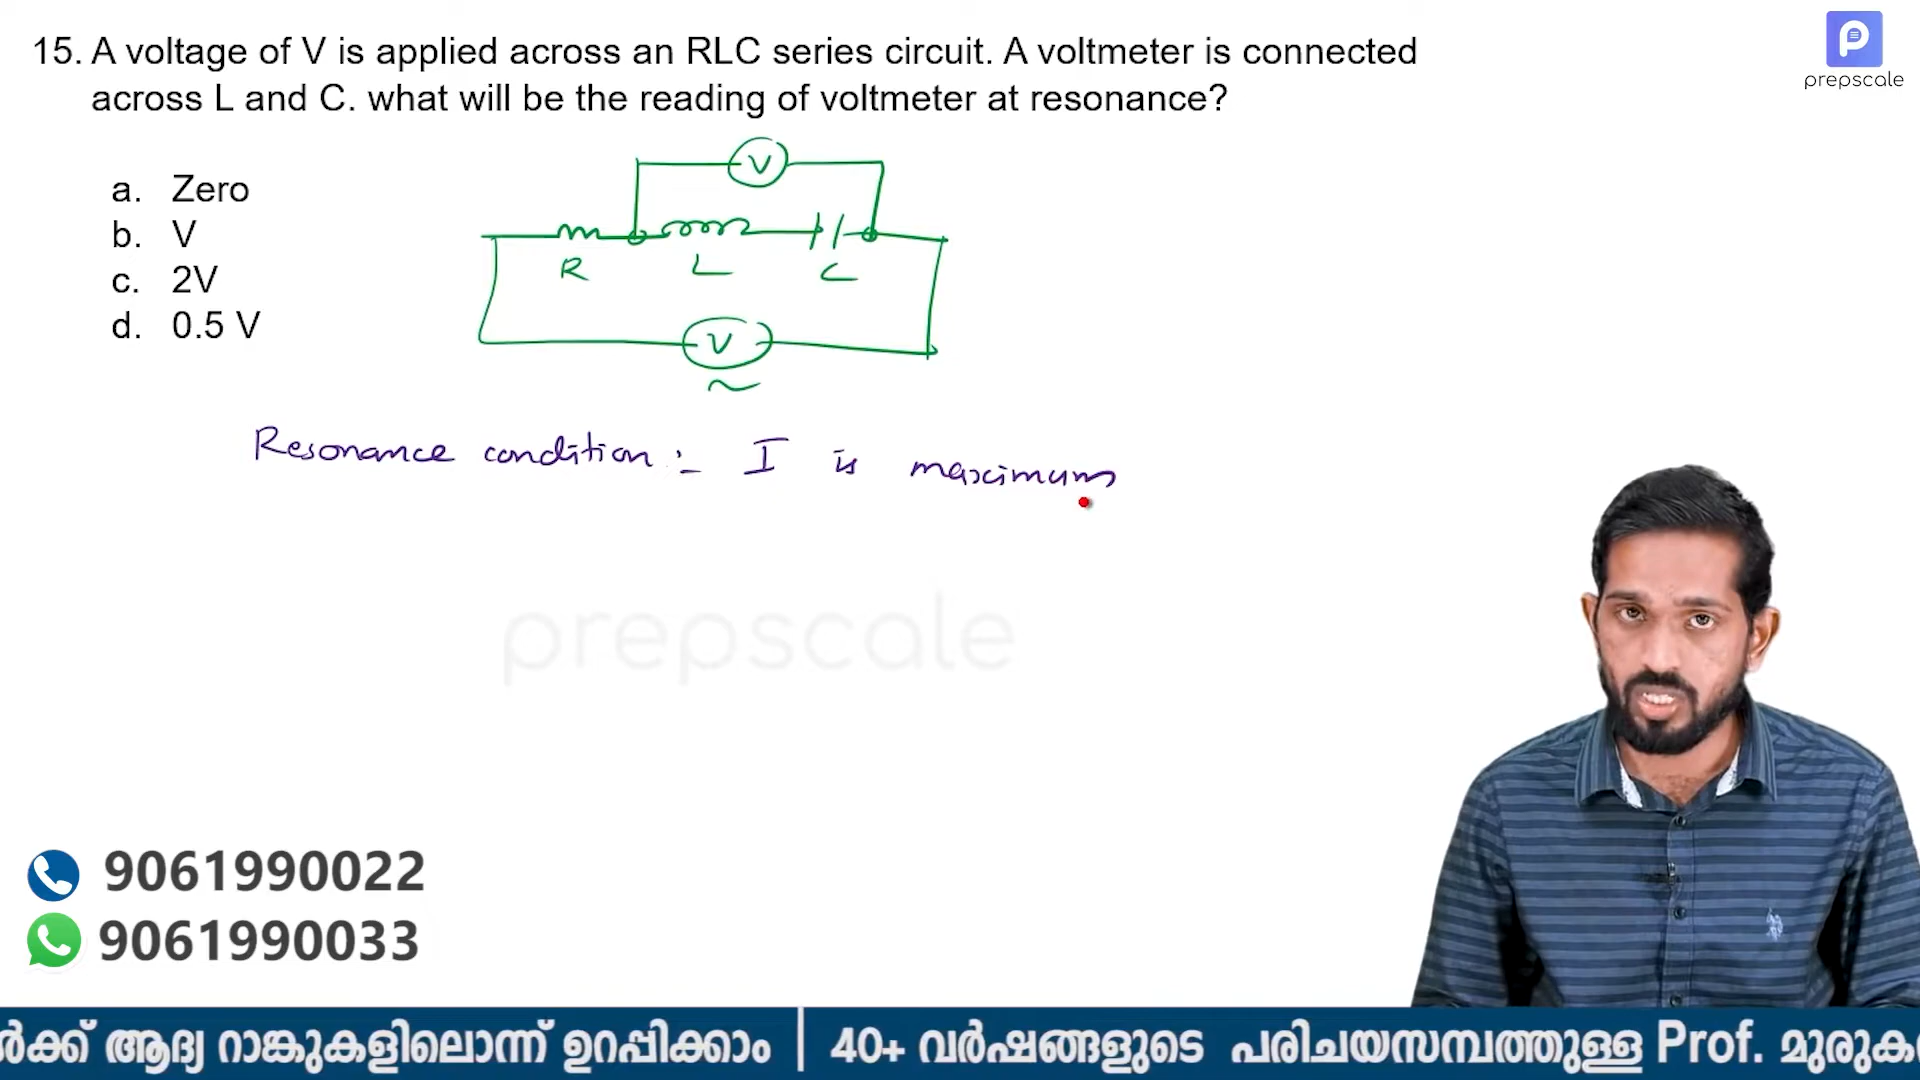 15. A voltage of V is applied across an RLC series circuit. A voltmeter is connected
across L and C. what will be the reading of voltmeter at resonance?
prepscale
a. Zero
b. V
c. 2V
d. 0.5 V
V
R
L
C
V
~
Resonance condition:- I is maximum
prepscale
9061990022
9061990033
ർക്ക് ആദ്യ റാങ്കുകളിലൊന്ന് ഉറപ്പിക്കാം | 40+ വർഷങ്ങളുടെ പരിചയസമ്പത്തുള്ള Prof. മുരുക